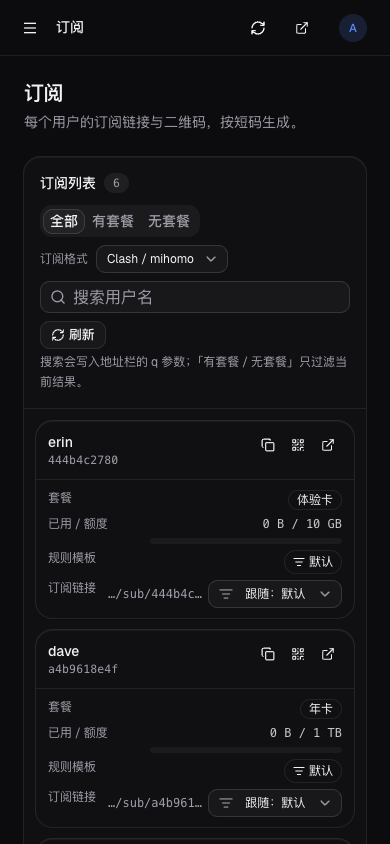 订阅
A
订阅
每个用户的订阅链接与二维码，按短码生成。
订阅列表 6
全部 有套餐 无套餐
订阅格式 Clash / mihomo
搜索用户名
刷新
搜索会写入地址栏的 q 参数；「有套餐 / 无套餐」只过滤当
前结果。
erin
444b4c2780
套餐 体验卡
已用 / 额度 0 B / 10 GB
规则模板 默认
订阅链接 …/sub/444b4c… 跟随：默认
dave
a4b9618e4f
套餐 年卡
已用 / 额度 0 B / 1 TB
规则模板 默认
订阅链接 …/sub/a4b961… 跟随：默认